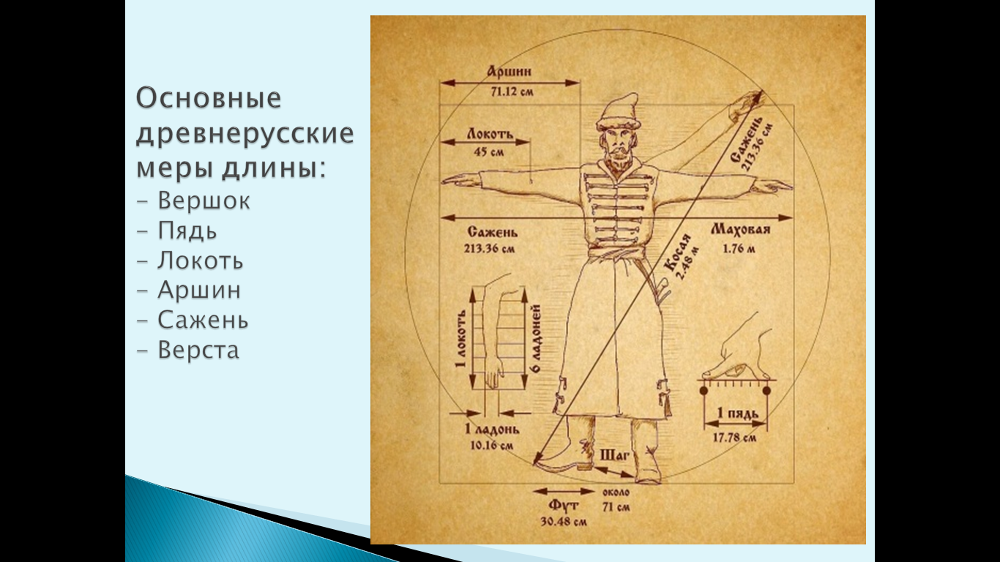 Основные
древнерусские
меры длины:
– Вершок
– Пядь
– Локоть
– Аршин
– Сажень
– Верста
Аршин
71.12 см
Локоть
45 см
Сажень
213.36 см
Сажень
213.36 см
Маховая
1.76 м
Косая
2.48 м
1 локоть
6 ладоней
1 ладонь
10.16 см
1 пядь
17.78 см
Шаг
около
71 см
Фут
30.48 см